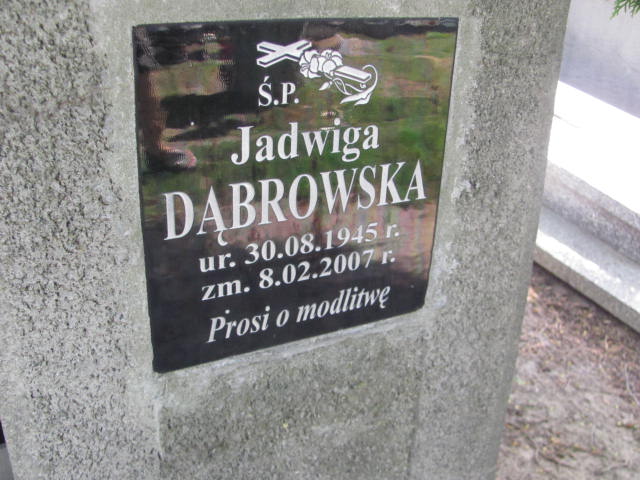 Ś.P.
Jadwiga
DĄBROWSKA
ur. 30.08.1945 r.
zm. 8.02.2007 r.
Prosi o modlitwę